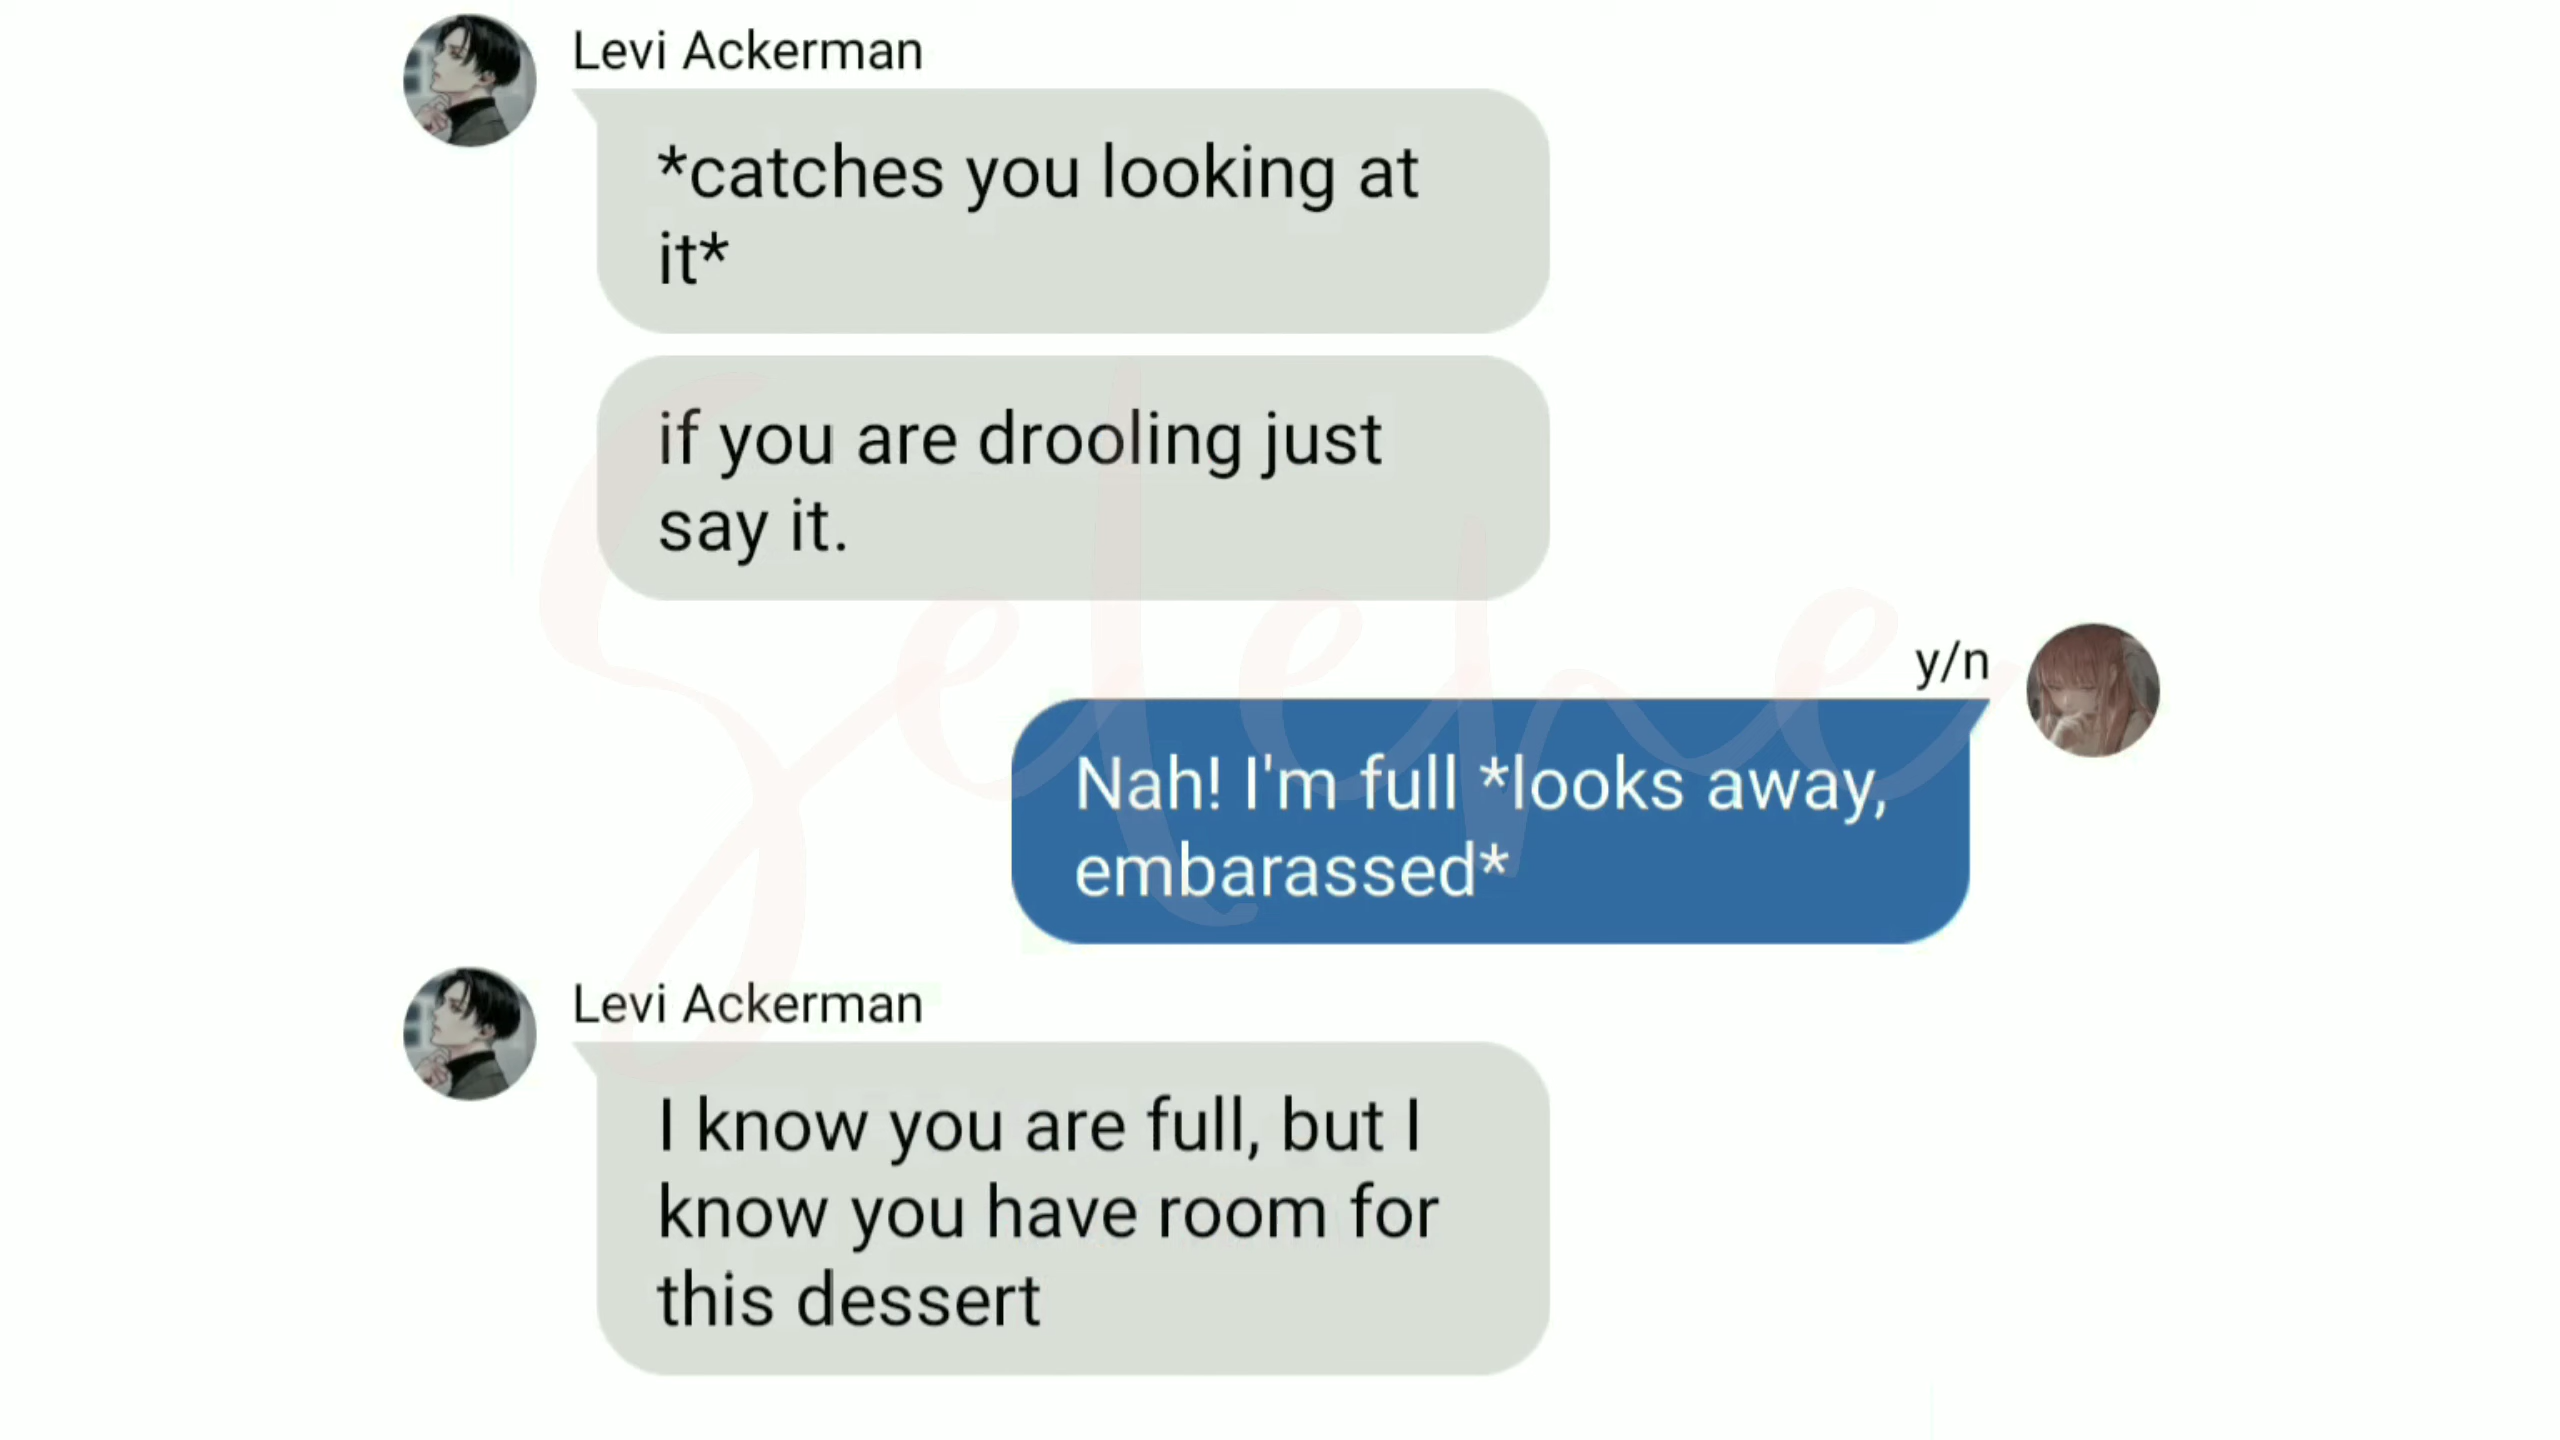 Levi Ackerman
*catches you looking at
it*
if you are drooling just
say it.
y/n
Nah! I'm full *looks away,
embarassed*
Levi Ackerman
I know you are full, but I
know you have room for
this dessert
Selene